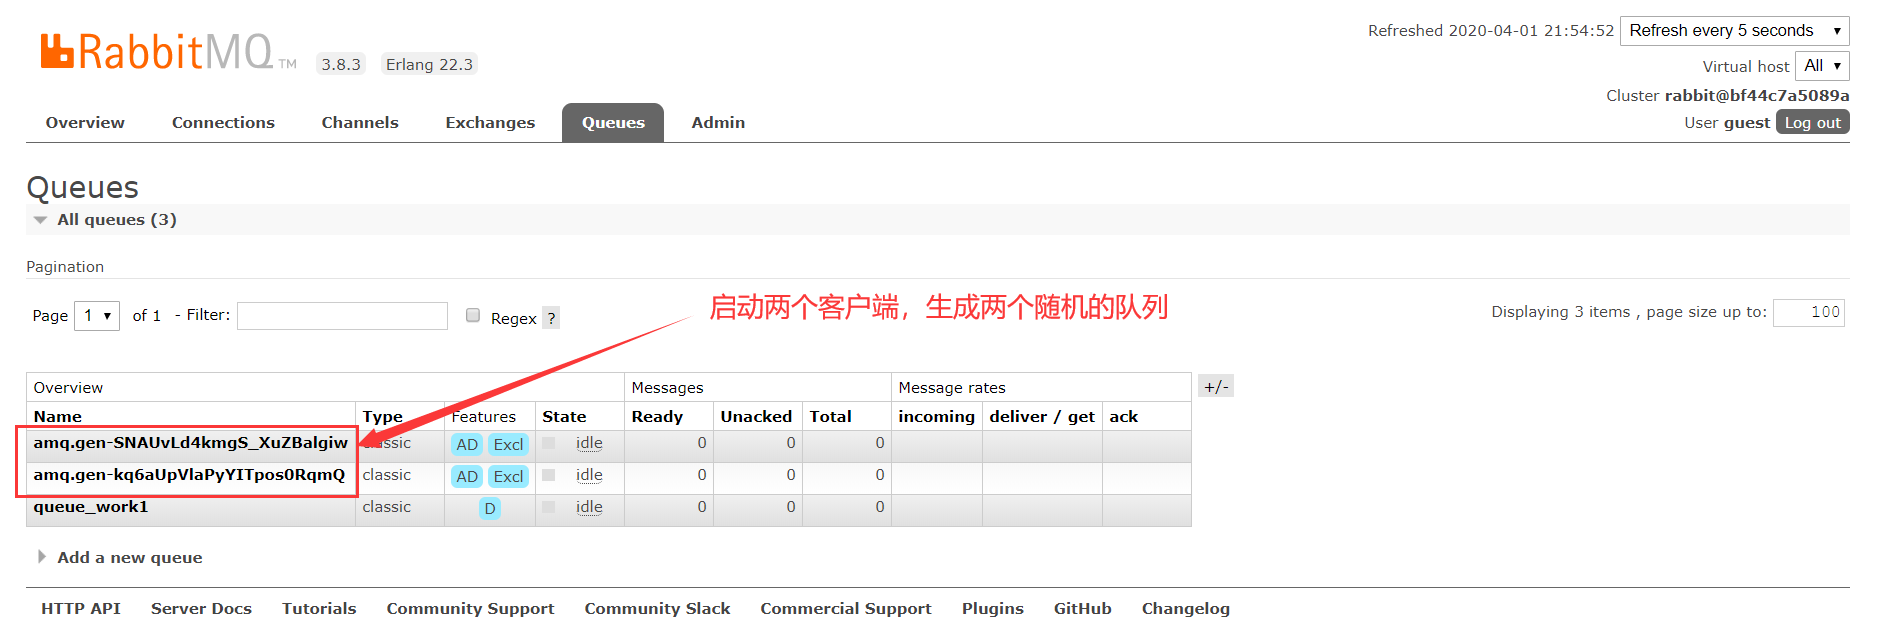 RabbitMQ TM 3.8.3 Erlang 22.3
Refreshed 2020-04-01 21:54:52 Refresh every 5 seconds
Virtual host All
Cluster rabbit@bf44c7a5089a
User guest Log out
Overview Connections Channels Exchanges Queues Admin
Queues
All queues (3)
Pagination
Page 1 of 1 - Filter: Regex ?
启动两个客户端，生成两个随机的队列
Displaying 3 items , page size up to: 100
Overview Messages Message rates +/-
Name Type Features State Ready Unacked Total incoming deliver / get ack
amq.gen-SNAUvLd4kmgS_XuZBalgiw classic AD Excl idle 0 0 0
amq.gen-kq6aUpVlaPyYITpos0RqmQ classic AD Excl idle 0 0 0
queue_work1 classic D idle 0 0 0
Add a new queue
HTTP API Server Docs Tutorials Community Support Community Slack Commercial Support Plugins GitHub Changelog